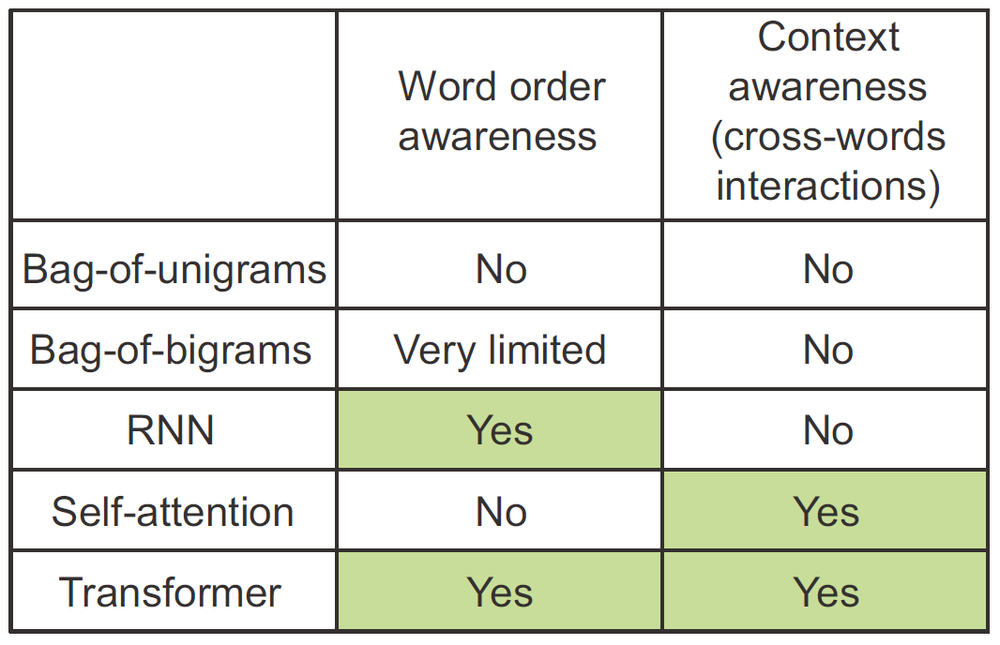 Word order
awareness
Context
awareness
(cross-words
interactions)
Bag-of-unigrams No No
Bag-of-bigrams Very limited No
RNN Yes No
Self-attention No Yes
Transformer Yes Yes